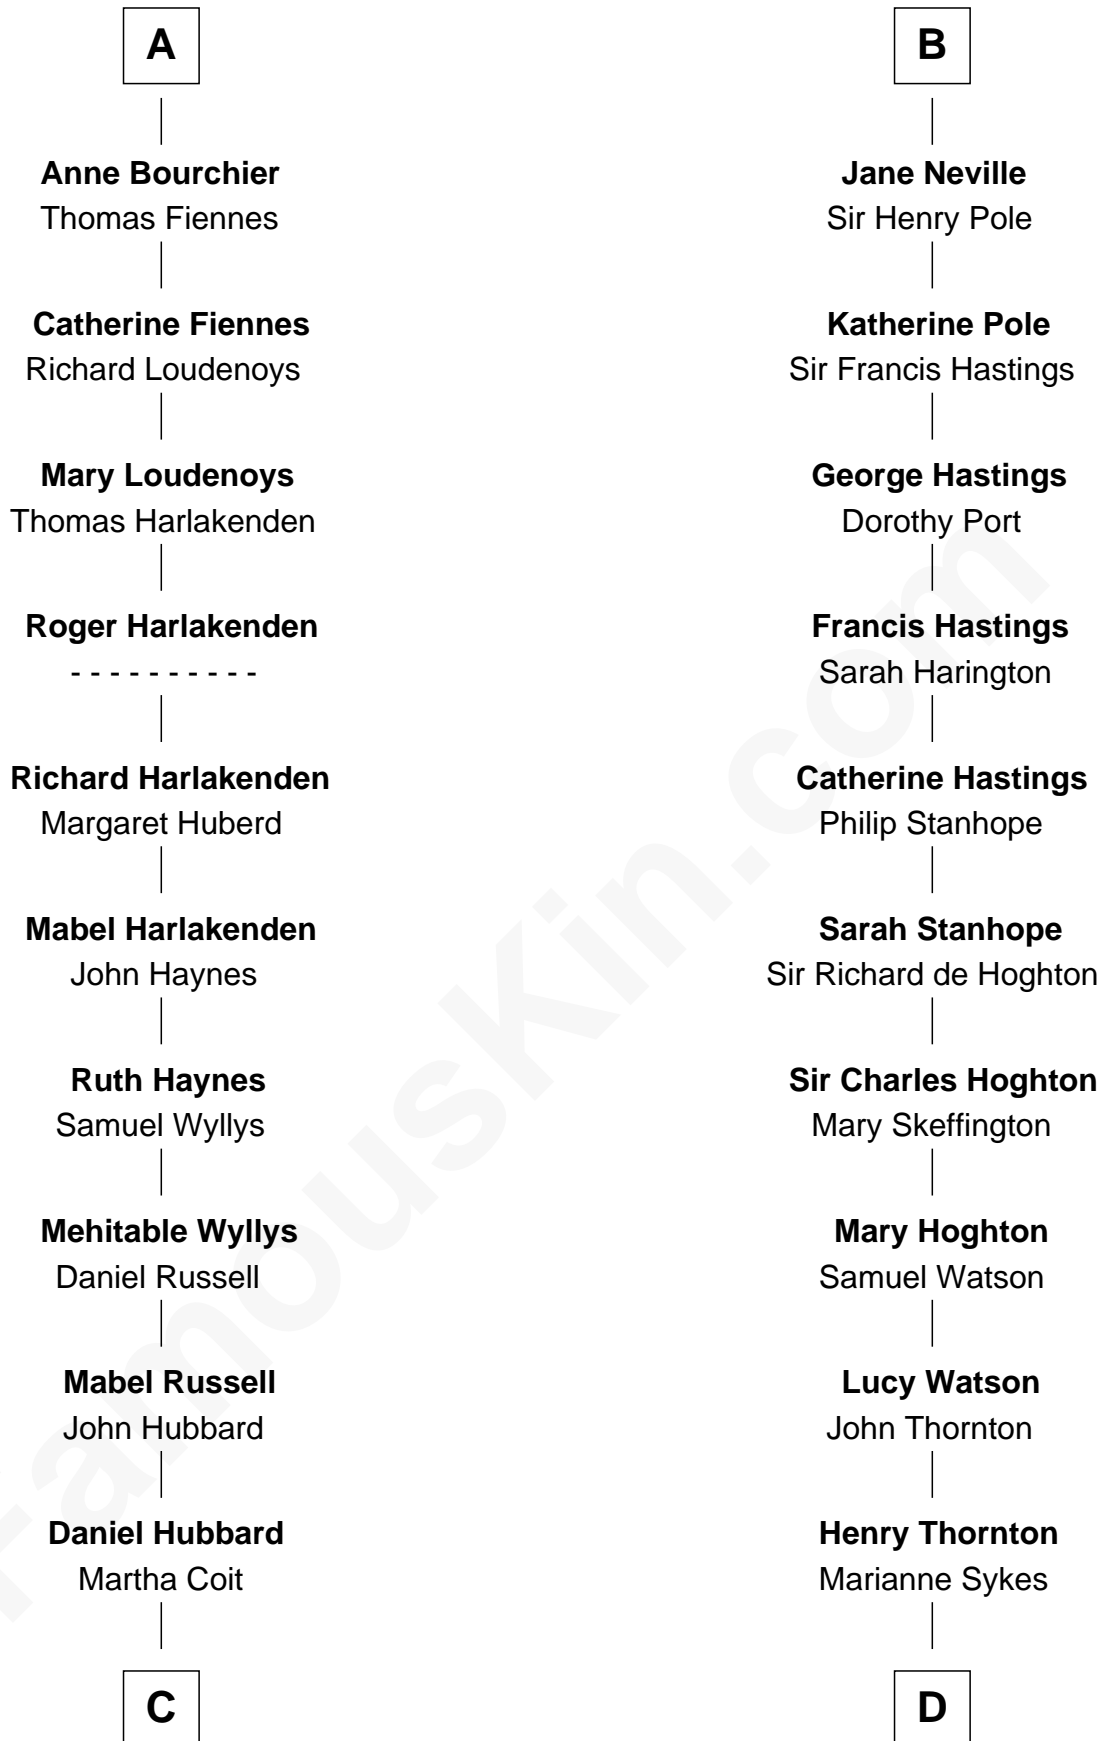 A
Anne Bourchier
Thomas Fiennes
Catherine Fiennes
Richard Loudenoys
Mary Loudenoys
Thomas Harlakenden
Roger Harlakenden
- - - - - - - - - -
Richard Harlakenden
Margaret Huberd
Mabel Harlakenden
John Haynes
Ruth Haynes
Samuel Wyllys
Mehitable Wyllys
Daniel Russell
Mabel Russell
John Hubbard
Daniel Hubbard
Martha Coit
C
B
Jane Neville
Sir Henry Pole
Katherine Pole
Sir Francis Hastings
George Hastings
Dorothy Port
Francis Hastings
Sarah Harington
Catherine Hastings
Philip Stanhope
Sarah Stanhope
Sir Richard de Hoghton
Sir Charles Hoghton
Mary Skeffington
Mary Hoghton
Samuel Watson
Lucy Watson
John Thornton
Henry Thornton
Marianne Sykes
D
FamousKin.com